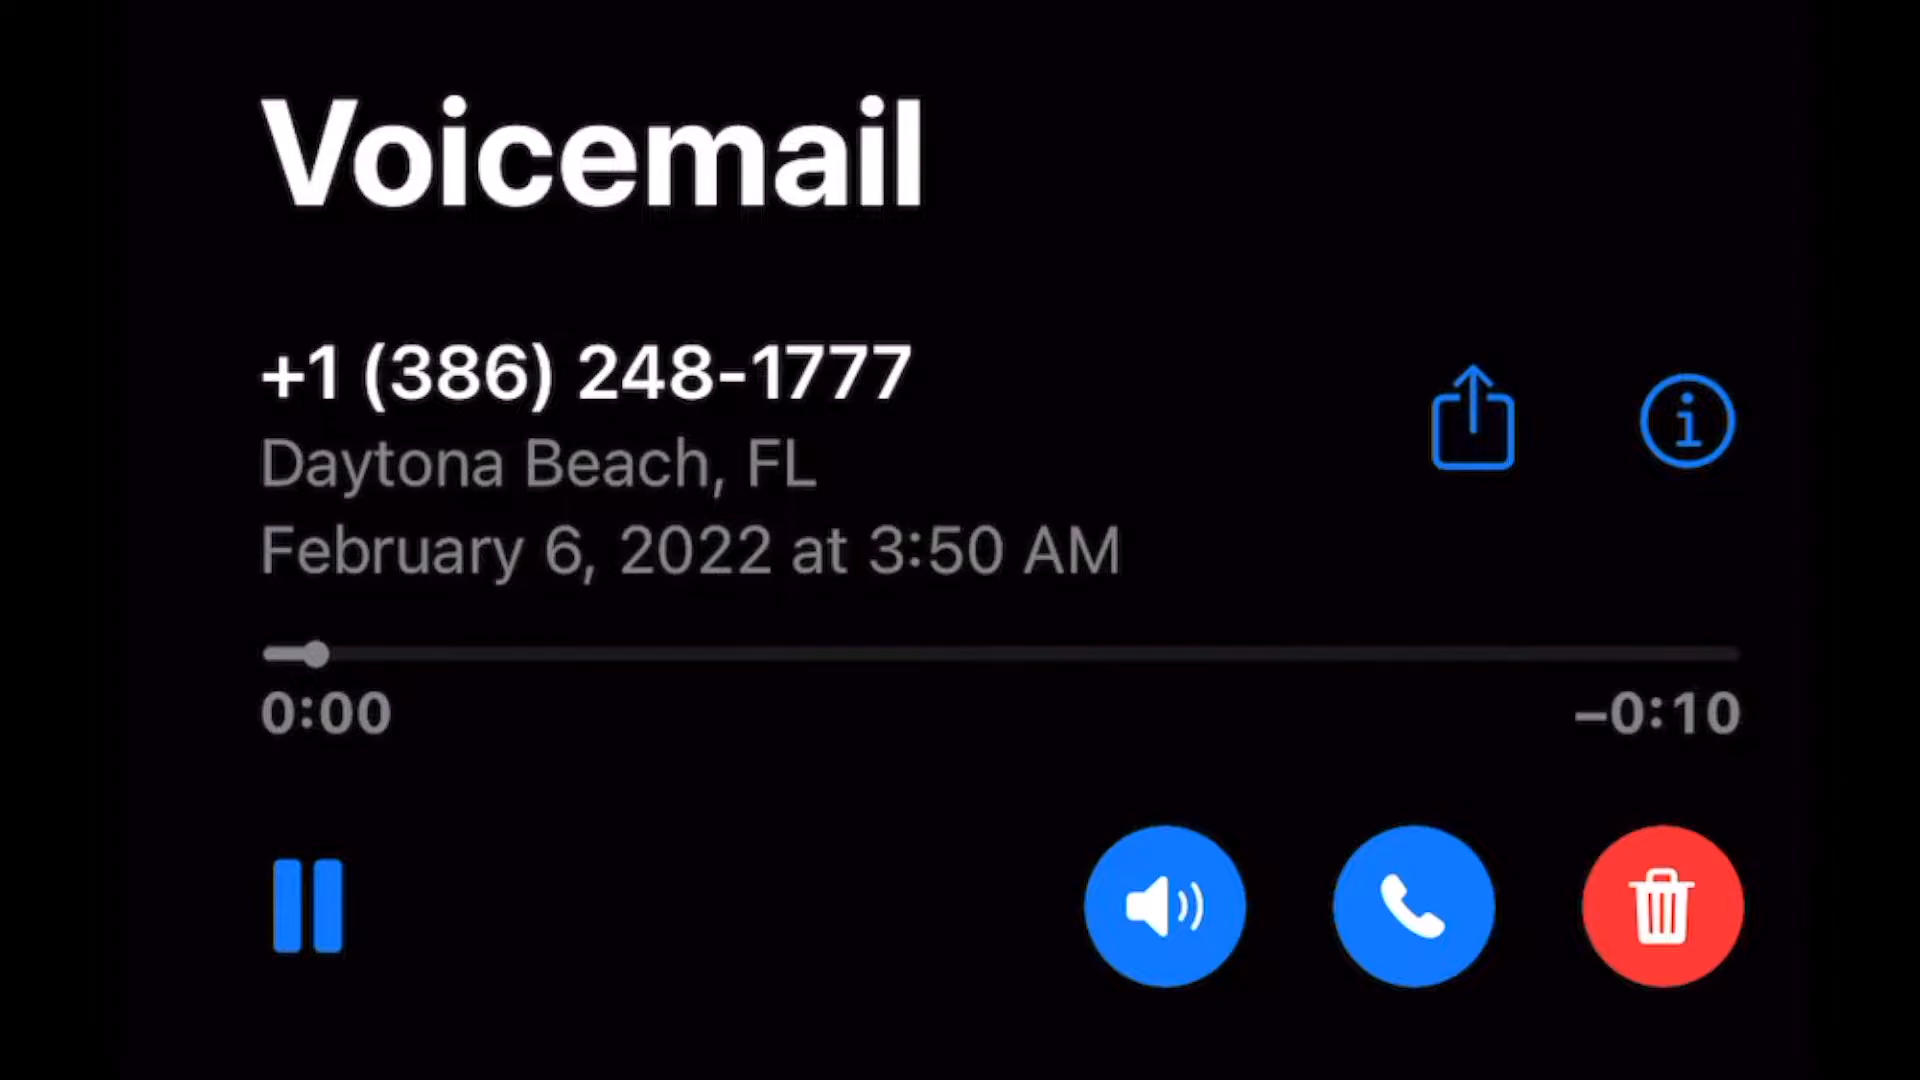 Voicemail
+1 (386) 248-1777
Daytona Beach, FL
February 6, 2022 at 3:50 AM
0:00
–0:10